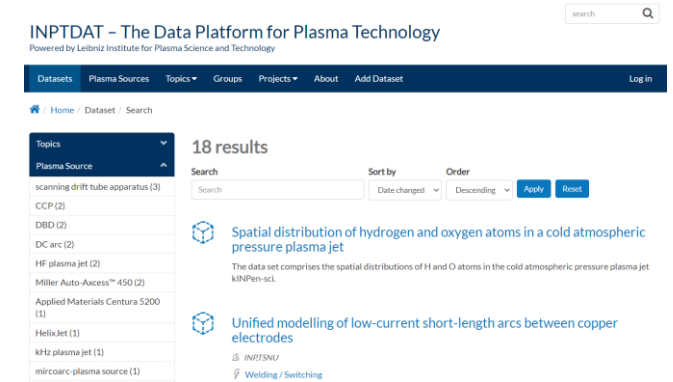 search
INPTDAT – The Data Platform for Plasma Technology
Powered by Leibniz Institute for Plasma Science and Technology
Datasets Plasma Sources Topics Groups Projects About Add Dataset Log in
/ Home / Dataset / Search
Topics
Plasma Source
scanning drift tube apparatus (3)
CCP (2)
DBD (2)
DC arc (2)
HF plasma jet (2)
Miller Auto-Axcess™ 450 (2)
Applied Materials Centura 5200
(1)
HelixJet (1)
kHz plasma jet (1)
mircoarc-plasma source (1)
18 results
Search Sort by Order
Search Date changed Descending Apply Reset
Spatial distribution of hydrogen and oxygen atoms in a cold atmospheric
pressure plasma jet
The data set comprises the spatial distributions of H and O atoms in the cold atmospheric pressure plasma jet
kINPen-sci.
Unified modelling of low-current short-length arcs between copper
electrodes
INPTSNU
Welding / Switching